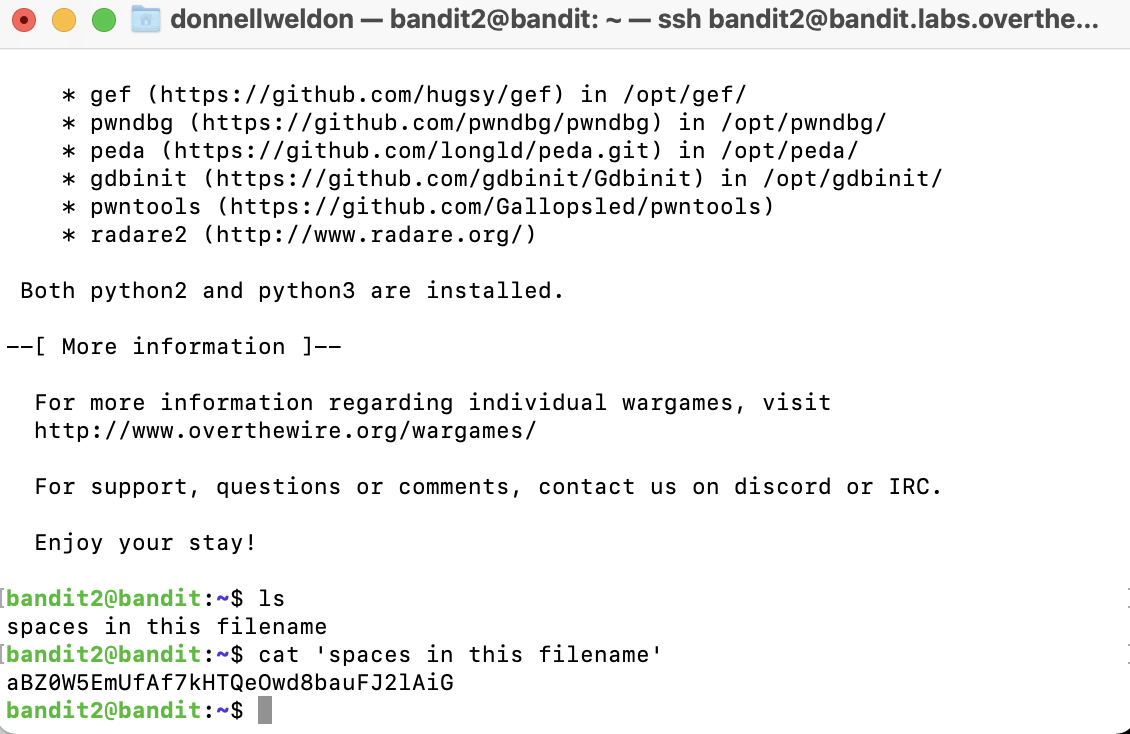 donnellweldon — bandit2@bandit: ~ — ssh bandit2@bandit.labs.overthe...
* gef (https://github.com/hugsy/gef) in /opt/gef/
* pwndbg (https://github.com/pwndbg/pwndbg) in /opt/pwndbg/
* peda (https://github.com/longld/peda.git) in /opt/peda/
* gdbinit (https://github.com/gdbinit/Gdbinit) in /opt/gdbinit/
* pwntools (https://github.com/Gallopsled/pwntools)
* radare2 (http://www.radare.org/)
Both python2 and python3 are installed.
--[ More information ]--
For more information regarding individual wargames, visit
http://www.overthewire.org/wargames/
For support, questions or comments, contact us on discord or IRC.
Enjoy your stay!
[bandit2@bandit:~$ ls ]
spaces in this filename
[bandit2@bandit:~$ cat 'spaces in this filename' ]
aBZ0W5EmUfAf7kHTQeOwd8bauFJ2lAiG
bandit2@bandit:~$